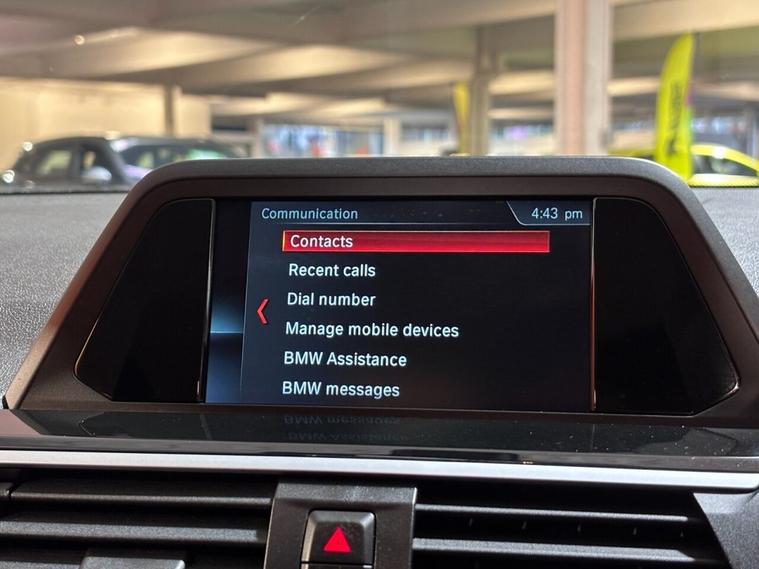 Communication
4:43 pm
Contacts
Recent calls
Dial number
Manage mobile devices
BMW Assistance
BMW messages